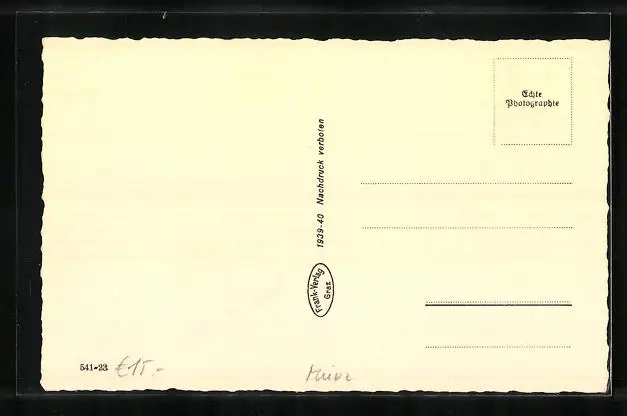 Echte
Photographie
1939-40 Nachdruck verboten
Frank-Verlag
Graz
541-23 €15.-